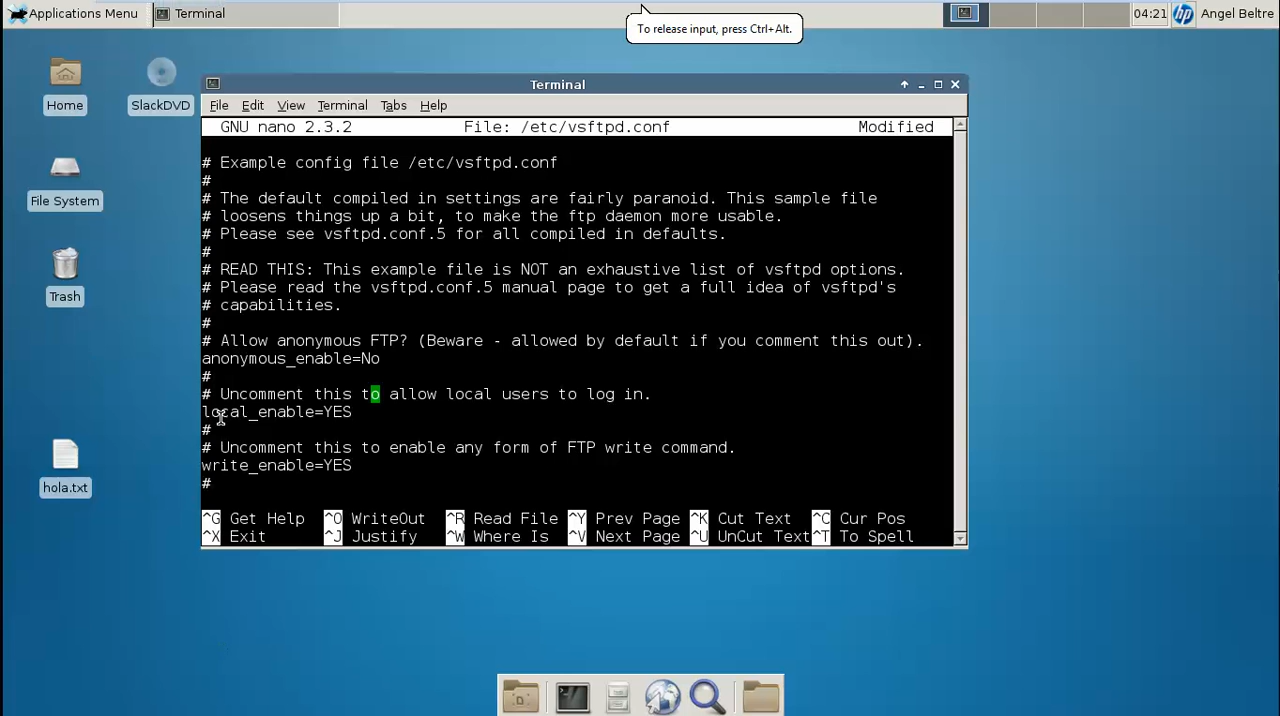 Applications Menu
Terminal
04:21
Angel Beltre
To release input, press Ctrl+Alt.
Home
SlackDVD
File System
Trash
hola.txt
Terminal
File Edit View Terminal Tabs Help
GNU nano 2.3.2 File: /etc/vsftpd.conf Modified
# Example config file /etc/vsftpd.conf
#
# The default compiled in settings are fairly paranoid. This sample file
# loosens things up a bit, to make the ftp daemon more usable.
# Please see vsftpd.conf.5 for all compiled in defaults.
#
# READ THIS: This example file is NOT an exhaustive list of vsftpd options.
# Please read the vsftpd.conf.5 manual page to get a full idea of vsftpd's
# capabilities.
#
# Allow anonymous FTP? (Beware - allowed by default if you comment this out).
anonymous_enable=No
#
# Uncomment this to allow local users to log in.
local_enable=YES
#
# Uncomment this to enable any form of FTP write command.
write_enable=YES
#
^G Get Help ^O WriteOut ^R Read File ^Y Prev Page ^K Cut Text ^C Cur Pos
^X Exit ^J Justify ^W Where Is ^V Next Page ^U UnCut Text ^T To Spell